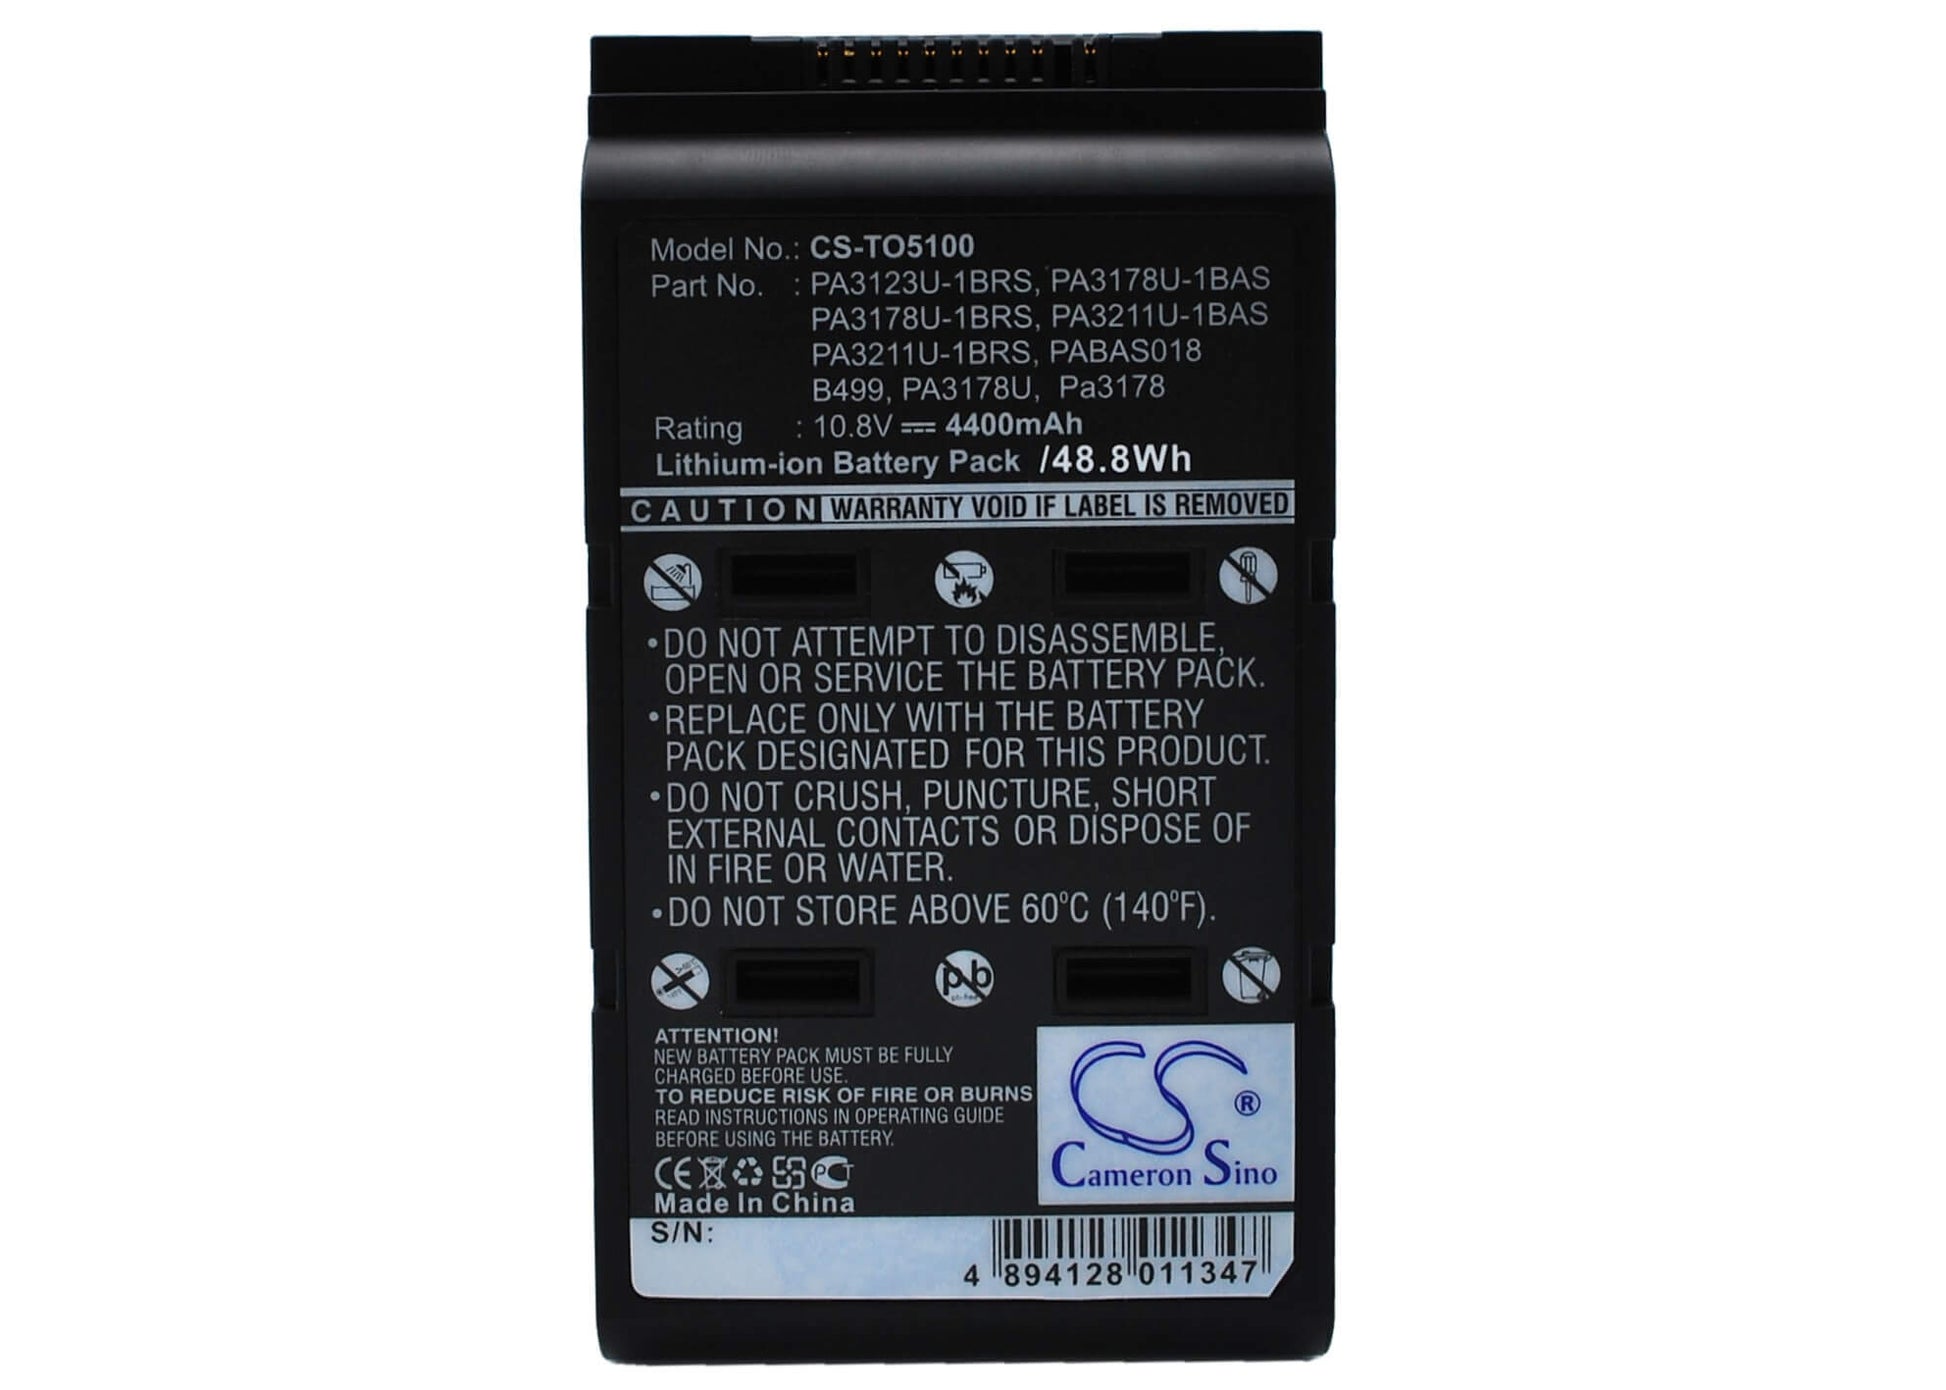 Model No.: CS-TO5100
Part No. : PA3123U-1BRS, PA3178U-1BAS
PA3178U-1BRS, PA3211U-1BAS
PA3211U-1BRS, PABAS018
B499, PA3178U, Pa3178
Rating : 10.8V 4400mAh
Lithium-ion Battery Pack /48.8Wh
CAUTION WARRANTY VOID IF LABEL IS REMOVED
•DO NOT ATTEMPT TO DISASSEMBLE,
OPEN OR SERVICE THE BATTERY PACK.
•REPLACE ONLY WITH THE BATTERY
PACK DESIGNATED FOR THIS PRODUCT.
•DO NOT CRUSH, PUNCTURE, SHORT
EXTERNAL CONTACTS OR DISPOSE OF
IN FIRE OR WATER.
•DO NOT STORE ABOVE 60°C (140°F).
pb
pb-free
ATTENTION!
NEW BATTERY PACK MUST BE FULLY
CHARGED BEFORE USE.
TO REDUCE RISK OF FIRE OR BURNS
READ INSTRUCTIONS IN OPERATING GUIDE
BEFORE USING THE BATTERY.
CE PCT
Made In China
CS ®
Cameron Sino
S/N:
4 894128 011347